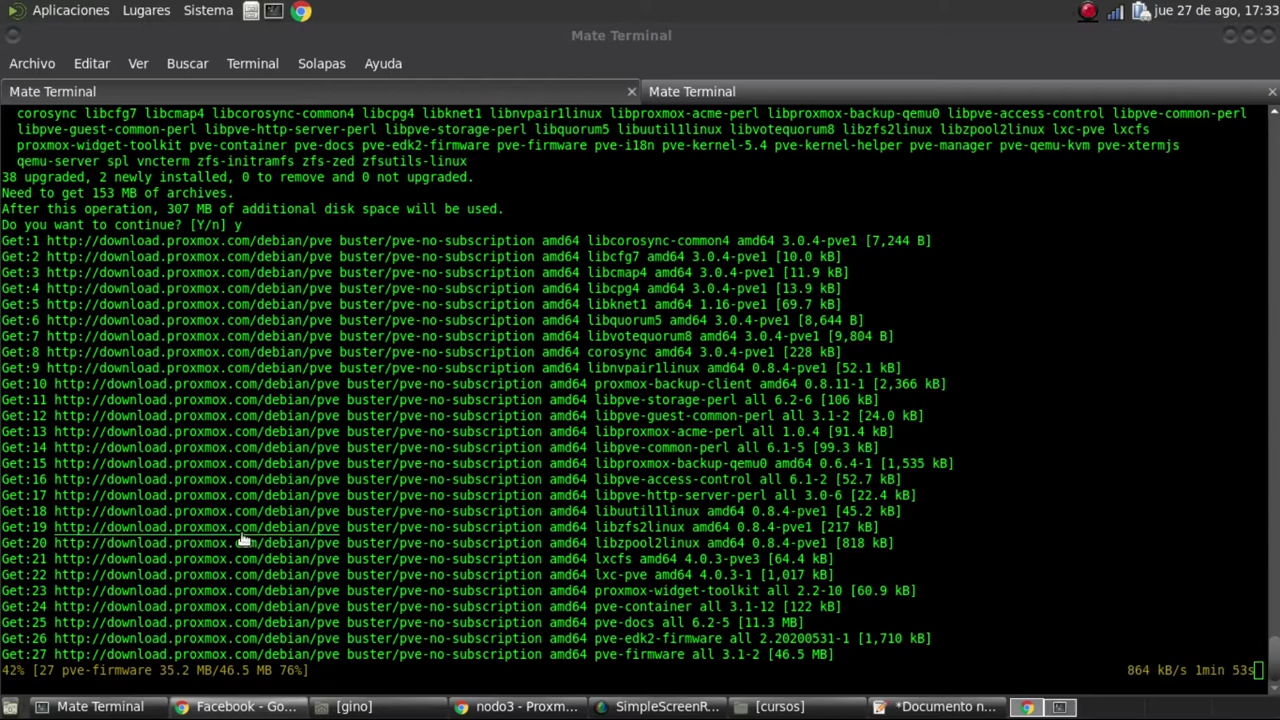 Aplicaciones Lugares Sistema jue 27 de ago, 17:33
Mate Terminal
Archivo Editar Ver Buscar Terminal Solapas Ayuda
Mate Terminal Mate Terminal
corosync libcfg7 libcmap4 libcorosync-common4 libcpg4 libknet1 libnvpair1linux libproxmox-acme-perl libproxmox-backup-qemu0 libpve-access-control libpve-common-perl
libpve-guest-common-perl libpve-http-server-perl libpve-storage-perl libquorum5 libuutil1linux libvotequorum8 libzfs2linux libzpool2linux lxc-pve lxcfs
proxmox-widget-toolkit pve-container pve-docs pve-edk2-firmware pve-firmware pve-i18n pve-kernel-5.4 pve-kernel-helper pve-manager pve-qemu-kvm pve-xtermjs
qemu-server spl vncterm zfs-initramfs zfs-zed zfsutils-linux
38 upgraded, 2 newly installed, 0 to remove and 0 not upgraded.
Need to get 153 MB of archives.
After this operation, 307 MB of additional disk space will be used.
Do you want to continue? [Y/n] y
Get:1 http://download.proxmox.com/debian/pve buster/pve-no-subscription amd64 libcorosync-common4 amd64 3.0.4-pve1 [7,244 B]
Get:2 http://download.proxmox.com/debian/pve buster/pve-no-subscription amd64 libcfg7 amd64 3.0.4-pve1 [10.0 kB]
Get:3 http://download.proxmox.com/debian/pve buster/pve-no-subscription amd64 libcmap4 amd64 3.0.4-pve1 [11.9 kB]
Get:4 http://download.proxmox.com/debian/pve buster/pve-no-subscription amd64 libcpg4 amd64 3.0.4-pve1 [13.9 kB]
Get:5 http://download.proxmox.com/debian/pve buster/pve-no-subscription amd64 libknet1 amd64 1.16-pve1 [69.7 kB]
Get:6 http://download.proxmox.com/debian/pve buster/pve-no-subscription amd64 libquorum5 amd64 3.0.4-pve1 [8,644 B]
Get:7 http://download.proxmox.com/debian/pve buster/pve-no-subscription amd64 libvotequorum8 amd64 3.0.4-pve1 [9,804 B]
Get:8 http://download.proxmox.com/debian/pve buster/pve-no-subscription amd64 corosync amd64 3.0.4-pve1 [228 kB]
Get:9 http://download.proxmox.com/debian/pve buster/pve-no-subscription amd64 libnvpair1linux amd64 0.8.4-pve1 [52.1 kB]
Get:10 http://download.proxmox.com/debian/pve buster/pve-no-subscription amd64 proxmox-backup-client amd64 0.8.11-1 [2,366 kB]
Get:11 http://download.proxmox.com/debian/pve buster/pve-no-subscription amd64 libpve-storage-perl all 6.2-6 [106 kB]
Get:12 http://download.proxmox.com/debian/pve buster/pve-no-subscription amd64 libpve-guest-common-perl all 3.1-2 [24.0 kB]
Get:13 http://download.proxmox.com/debian/pve buster/pve-no-subscription amd64 libproxmox-acme-perl all 1.0.4 [91.4 kB]
Get:14 http://download.proxmox.com/debian/pve buster/pve-no-subscription amd64 libpve-common-perl all 6.1-5 [99.3 kB]
Get:15 http://download.proxmox.com/debian/pve buster/pve-no-subscription amd64 libproxmox-backup-qemu0 amd64 0.6.4-1 [1,535 kB]
Get:16 http://download.proxmox.com/debian/pve buster/pve-no-subscription amd64 libpve-access-control all 6.1-2 [52.7 kB]
Get:17 http://download.proxmox.com/debian/pve buster/pve-no-subscription amd64 libpve-http-server-perl all 3.0-6 [22.4 kB]
Get:18 http://download.proxmox.com/debian/pve buster/pve-no-subscription amd64 libuutil1linux amd64 0.8.4-pve1 [45.2 kB]
Get:19 http://download.proxmox.com/debian/pve buster/pve-no-subscription amd64 libzfs2linux amd64 0.8.4-pve1 [217 kB]
Get:20 http://download.proxmox.com/debian/pve buster/pve-no-subscription amd64 libzpool2linux amd64 0.8.4-pve1 [818 kB]
Get:21 http://download.proxmox.com/debian/pve buster/pve-no-subscription amd64 lxcfs amd64 4.0.3-pve3 [64.4 kB]
Get:22 http://download.proxmox.com/debian/pve buster/pve-no-subscription amd64 lxc-pve amd64 4.0.3-1 [1,017 kB]
Get:23 http://download.proxmox.com/debian/pve buster/pve-no-subscription amd64 proxmox-widget-toolkit all 2.2-10 [60.9 kB]
Get:24 http://download.proxmox.com/debian/pve buster/pve-no-subscription amd64 pve-container all 3.1-12 [122 kB]
Get:25 http://download.proxmox.com/debian/pve buster/pve-no-subscription amd64 pve-docs all 6.2-5 [11.3 MB]
Get:26 http://download.proxmox.com/debian/pve buster/pve-no-subscription amd64 pve-edk2-firmware all 2.20200531-1 [1,710 kB]
Get:27 http://download.proxmox.com/debian/pve buster/pve-no-subscription amd64 pve-firmware all 3.1-2 [46.5 MB]
42% [27 pve-firmware 35.2 MB/46.5 MB 76%] 864 kB/s 1min 53s
Mate Terminal Facebook - Go... [gino] nodo3 - Proxm... SimpleScreenR... [cursos] *Documento n...